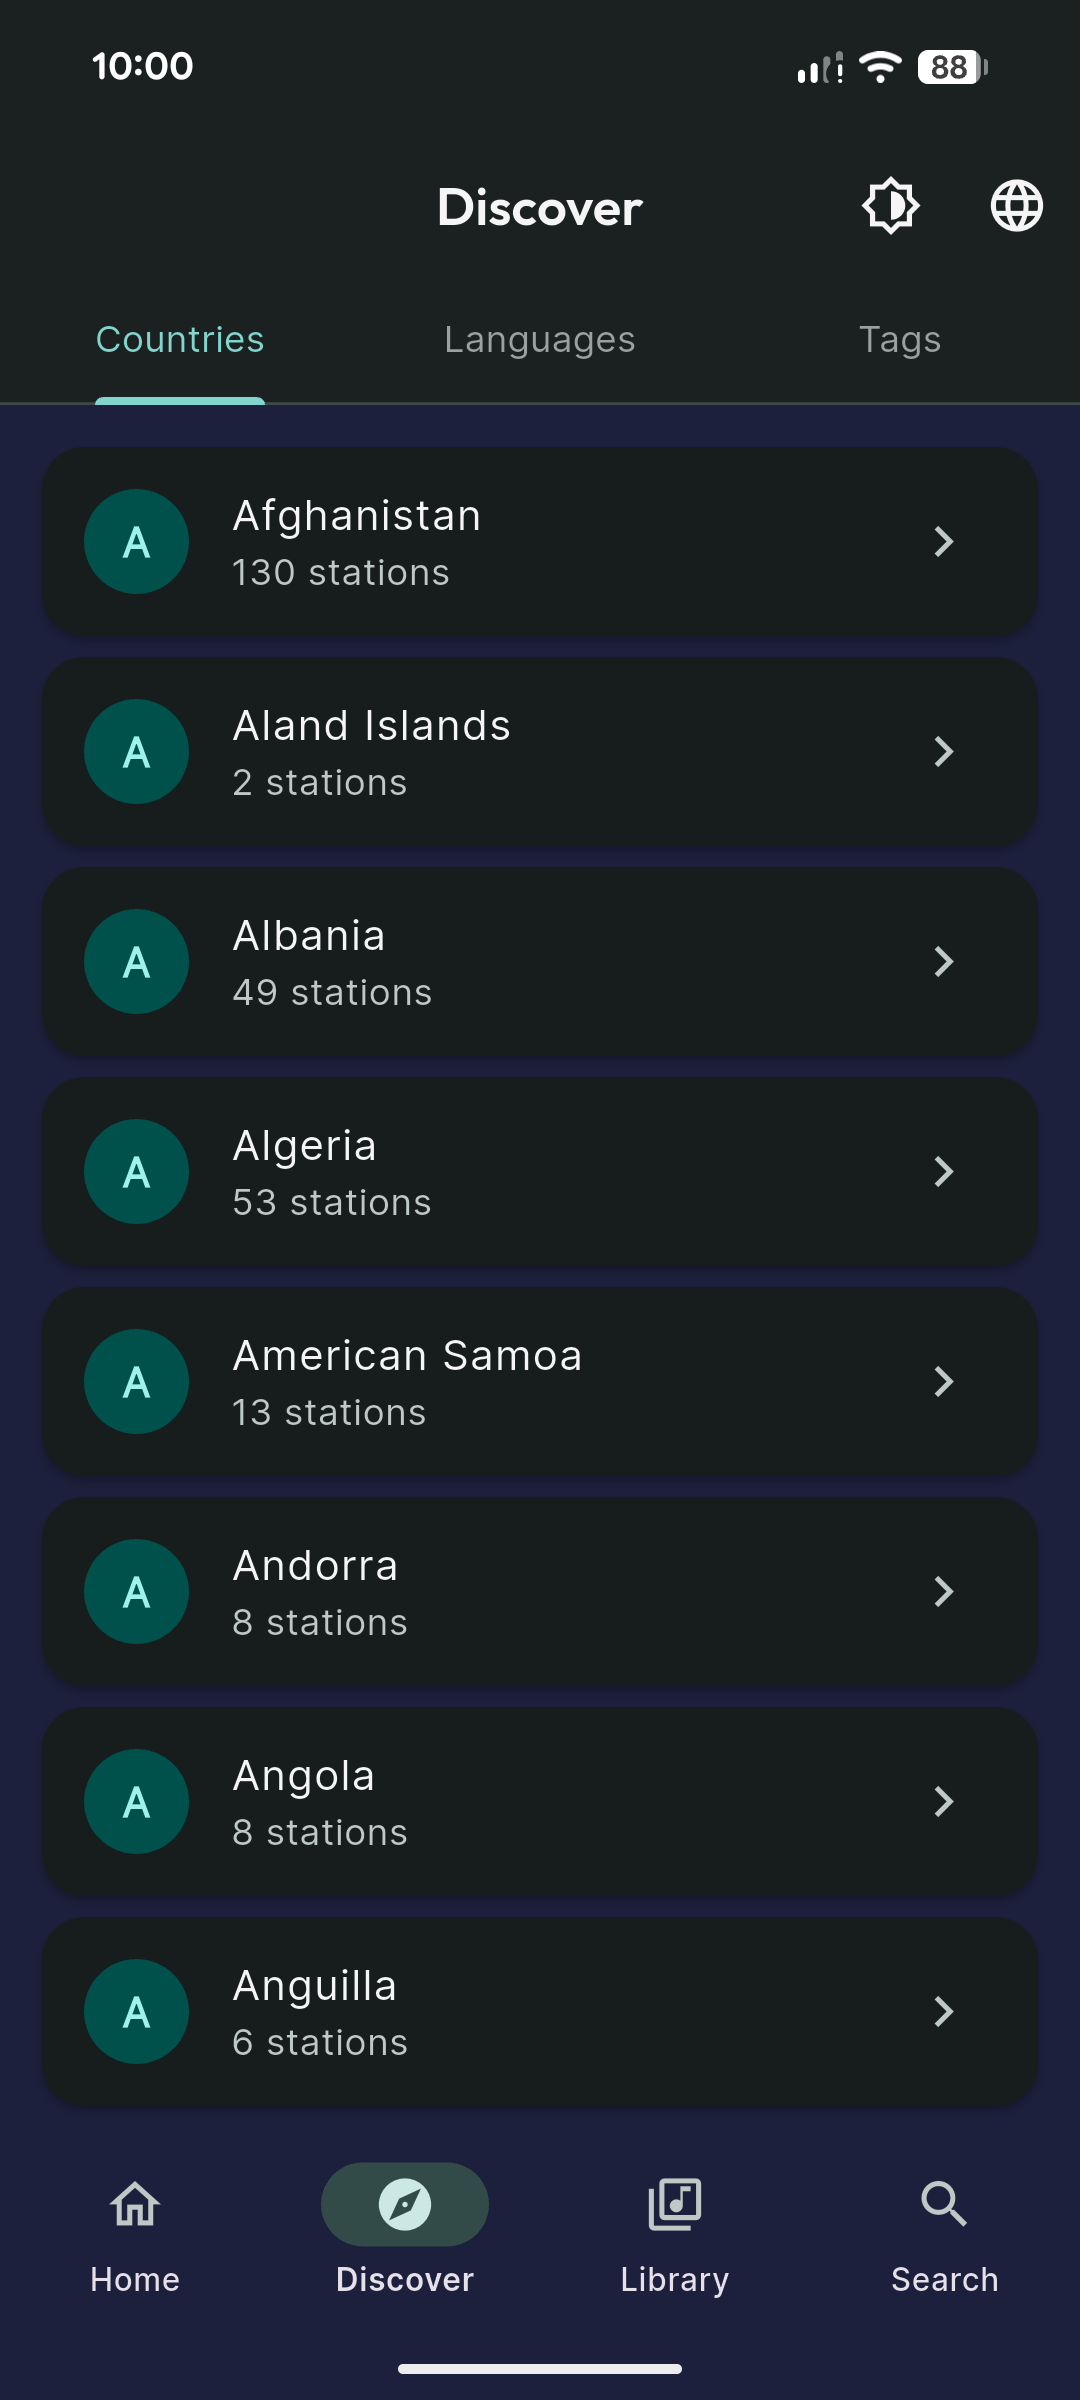 10:00
88
Discover
Countries
Languages
Tags
A
Afghanistan
130 stations
A
Aland Islands
2 stations
A
Albania
49 stations
A
Algeria
53 stations
A
American Samoa
13 stations
A
Andorra
8 stations
A
Angola
8 stations
A
Anguilla
6 stations
Home
Discover
Library
Search